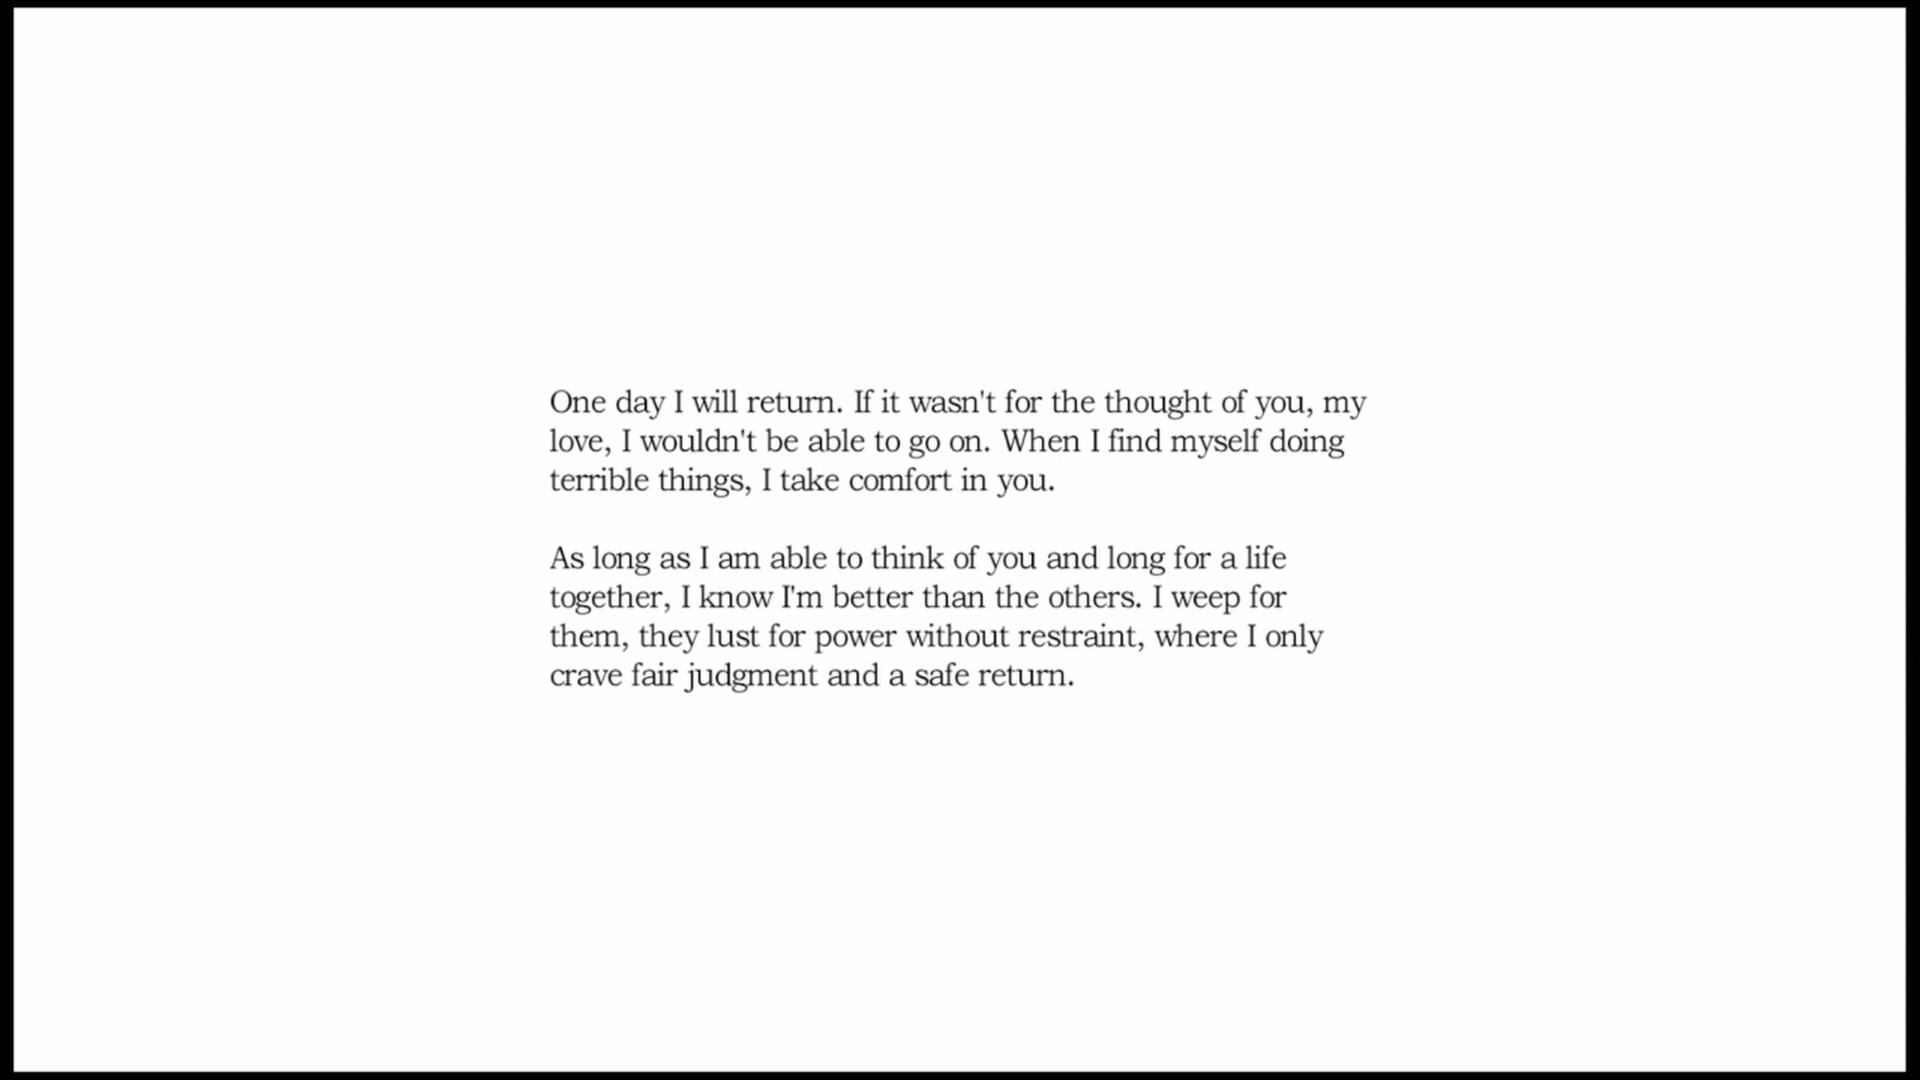 One day I will return. If it wasn't for the thought of you, my
love, I wouldn't be able to go on. When I find myself doing
terrible things, I take comfort in you.
As long as I am able to think of you and long for a life
together, I know I'm better than the others. I weep for
them, they lust for power without restraint, where I only
crave fair judgment and a safe return.